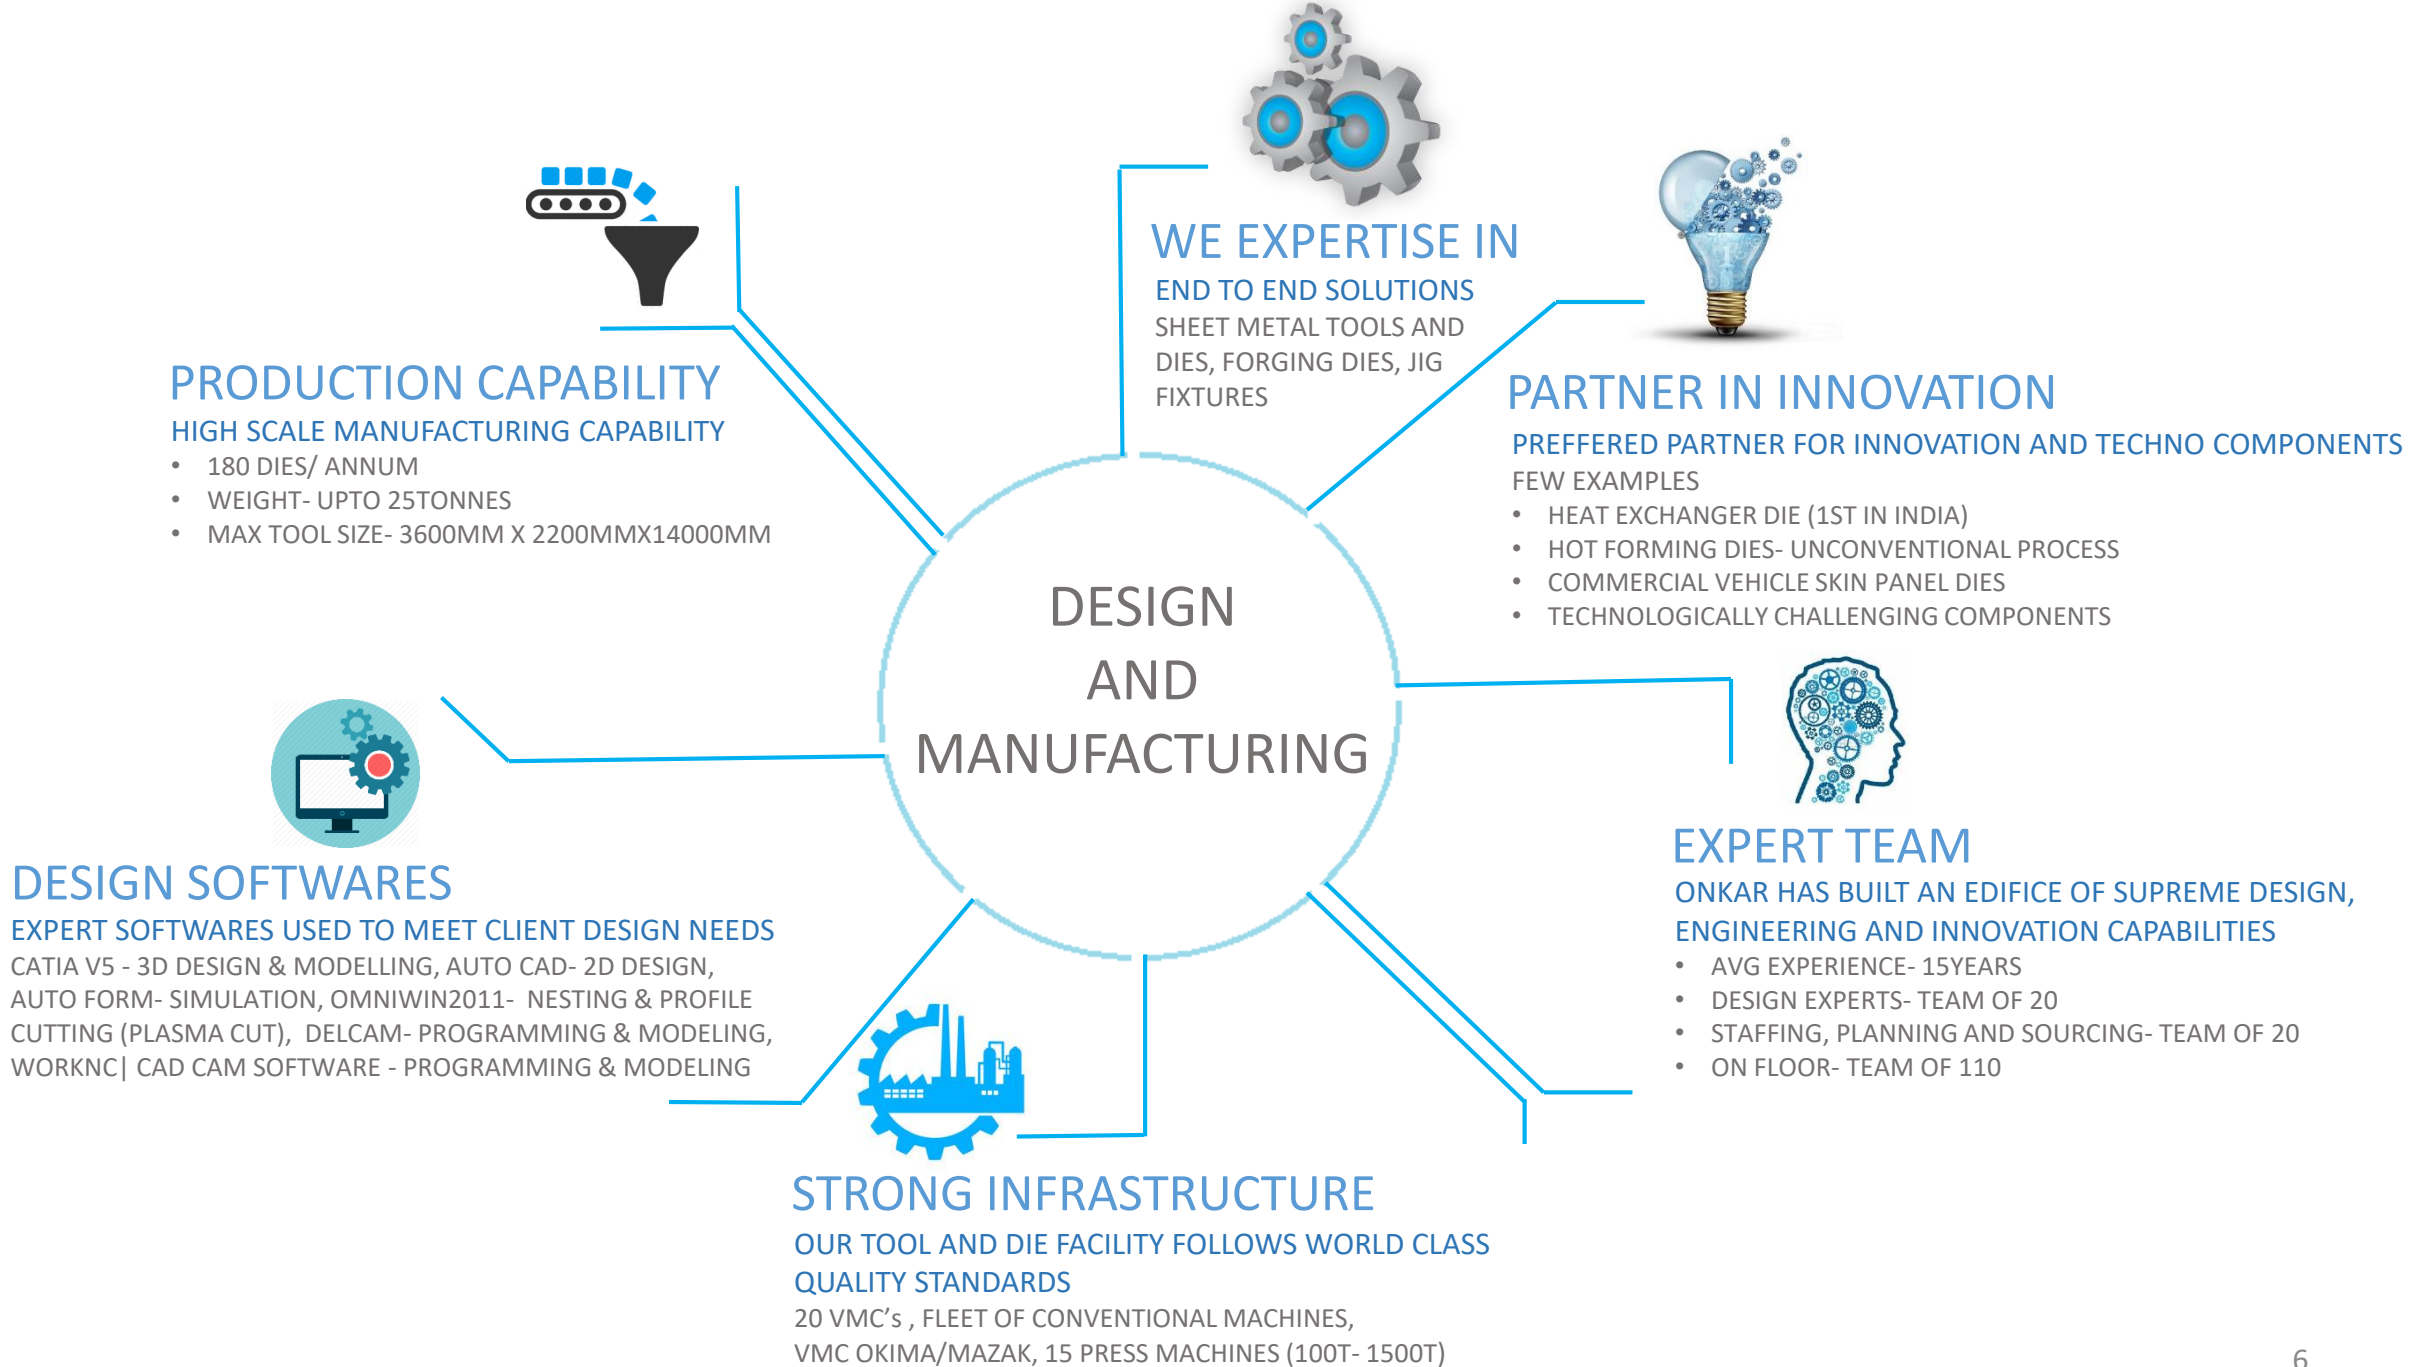 WE EXPERTISE IN
END TO END SOLUTIONS
SHEET METAL TOOLS AND
DIES, FORGING DIES, JIG
FIXTURES
PARTNER IN INNOVATION
PREFFERED PARTNER FOR INNOVATION AND TECHNO COMPONENTS
FEW EXAMPLES
• HEAT EXCHANGER DIE (1ST IN INDIA)
• HOT FORMING DIES- UNCONVENTIONAL PROCESS
• COMMERCIAL VEHICLE SKIN PANEL DIES
• TECHNOLOGICALLY CHALLENGING COMPONENTS
PRODUCTION CAPABILITY
HIGH SCALE MANUFACTURING CAPABILITY
• 180 DIES/ ANNUM
• WEIGHT- UPTO 25TONNES
• MAX TOOL SIZE- 3600MM X 2200MMX14000MM
DESIGN
AND
MANUFACTURING
EXPERT TEAM
ONKAR HAS BUILT AN EDIFICE OF SUPREME DESIGN,
ENGINEERING AND INNOVATION CAPABILITIES
• AVG EXPERIENCE- 15YEARS
• DESIGN EXPERTS- TEAM OF 20
• STAFFING, PLANNING AND SOURCING- TEAM OF 20
• ON FLOOR- TEAM OF 110
DESIGN SOFTWARES
EXPERT SOFTWARES USED TO MEET CLIENT DESIGN NEEDS
CATIA V5 - 3D DESIGN & MODELLING, AUTO CAD- 2D DESIGN,
AUTO FORM- SIMULATION, OMNIWIN2011- NESTING & PROFILE
CUTTING (PLASMA CUT), DELCAM- PROGRAMMING & MODELING,
WORKNC| CAD CAM SOFTWARE - PROGRAMMING & MODELING
STRONG INFRASTRUCTURE
OUR TOOL AND DIE FACILITY FOLLOWS WORLD CLASS
QUALITY STANDARDS
20 VMC’s , FLEET OF CONVENTIONAL MACHINES,
VMC OKIMA/MAZAK, 15 PRESS MACHINES (100T- 1500T)
6